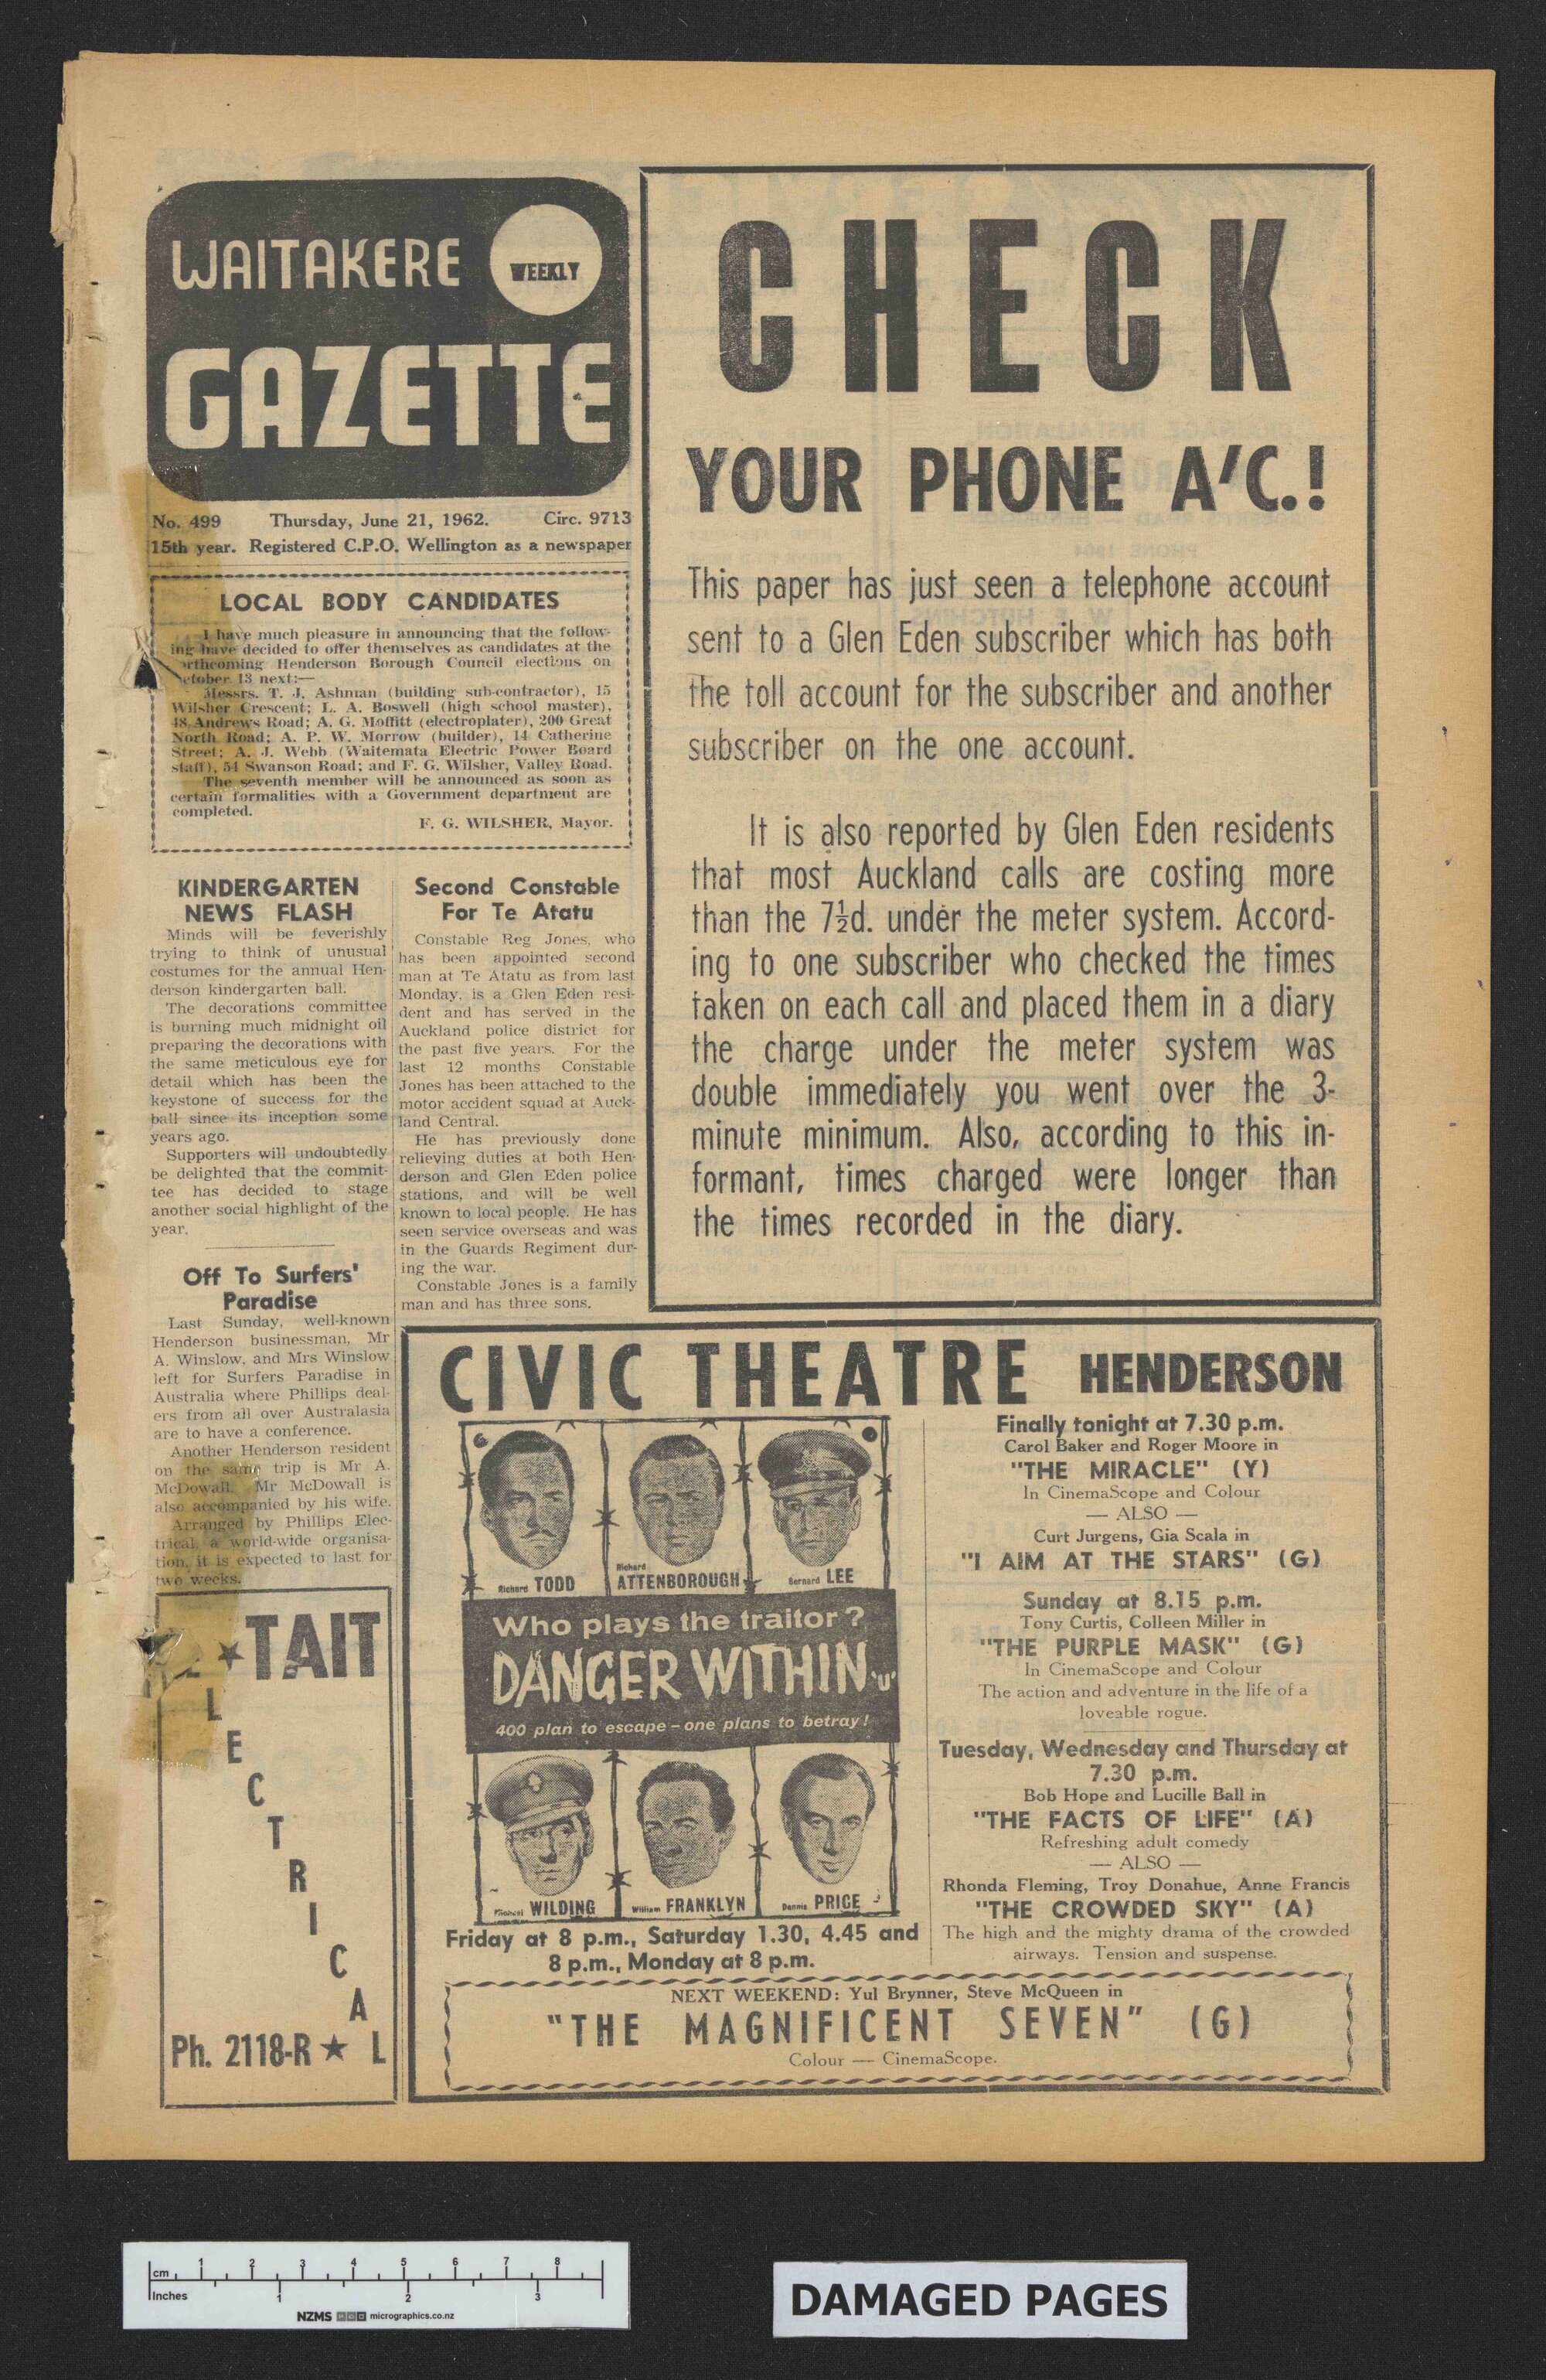 WAITAKERE
WEEKLY
GAZETTE
No. 499 Thursday, June 21, 1962. Circ. 9713
15th year. Registered C.P.O. Wellington as a newspaper
LOCAL BODY CANDIDATES
I have much pleasure in announcing that the follow-
ing have decided to offer themselves as candidates at the
orthcoming Henderson Borough Council elections on
ctober 13 next:—
Messrs. T. J. Ashman (building sub-contractor), 15
Wilsher Crescent; L. A. Boswell (high school master),
48 Andrews Road; A. G. Moffitt (electroplater), 200 Great
North Road; A. P. W. Morrow (builder), 14 Catherine
Street; A. J. Webb (Waitemata Electric Power Board
staff), 54 Swanson Road; and F. G. Wilsher, Valley Road.
The seventh member will be announced as soon as
certain formalities with a Government department are
completed.
F. G. WILSHER, Mayor.
KINDERGARTEN
NEWS FLASH
Minds will be feverishly
trying to think of unusual
costumes for the annual Hen-
derson kindergarten ball.
The decorations committee
is burning much midnight oil
preparing the decorations with
the same meticulous eye for
detail which has been the
keystone of success for the
ball since its inception some
years ago.
Supporters will undoubtedly
be delighted that the commit-
tee has decided to stage
another social highlight of the
year.
Off To Surfers'
Paradise
Last Sunday, well-known
Henderson businessman, Mr
A. Winslow, and Mrs Winslow
left for Surfers Paradise in
Australia where Phillips deal-
ers from all over Australasia
are to have a conference.
Another Henderson resident
on the same trip is Mr A.
McDowall. Mr McDowall is
also accompanied by his wife.
Arranged by Phillips Elec-
trical, a world-wide organisa-
tion, it is expected to last for
two weeks.
★ TAIT
L
E
C
T
R
I
C
A
Ph. 2118-R ★ L
Second Constable
For Te Atatu
Constable Reg Jones, who
has been appointed second
man at Te Atatu as from last
Monday, is a Glen Eden resi-
dent and has served in the
Auckland police district for
the past five years. For the
last 12 months Constable
Jones has been attached to the
motor accident squad at Auck-
land Central.
He has previously done
relieving duties at both Hen-
derson and Glen Eden police
stations, and will be well
known to local people. He has
seen service overseas and was
in the Guards Regiment dur-
ing the war.
Constable Jones is a family
man and has three sons.
CHECK
YOUR PHONE A'C.!
This paper has just seen a telephone account
sent to a Glen Eden subscriber which has both
the toll account for the subscriber and another
subscriber on the one account.
It is also reported by Glen Eden residents
that most Auckland calls are costing more
than the 7½d. under the meter system. Accord-
ing to one subscriber who checked the times
taken on each call and placed them in a diary
the charge under the meter system was
double immediately you went over the 3-
minute minimum. Also, according to this in-
formant, times charged were longer than
the times recorded in the diary.
CIVIC THEATRE HENDERSON
Richard TODD
Richard ATTENBOROUGH
Bernard LEE
Who plays the traitor?
DANGER WITHIN 'U'
400 plan to escape – one plans to betray!
Michael WILDING
William FRANKLYN
Dennis PRICE
Friday at 8 p.m., Saturday 1.30, 4.45 and
8 p.m., Monday at 8 p.m.
Finally tonight at 7.30 p.m.
Carol Baker and Roger Moore in
"THE MIRACLE" (Y)
In CinemaScope and Colour
— ALSO —
Curt Jurgens, Gia Scala in
"I AIM AT THE STARS" (G)
Sunday at 8.15 p.m.
Tony Curtis, Colleen Miller in
"THE PURPLE MASK" (G)
In CinemaScope and Colour
The action and adventure in the life of a
loveable rogue.
Tuesday, Wednesday and Thursday at
7.30 p.m.
Bob Hope and Lucille Ball in
"THE FACTS OF LIFE" (A)
Refreshing adult comedy
— ALSO —
Rhonda Fleming, Troy Donahue, Anne Francis
"THE CROWDED SKY" (A)
The high and the mighty drama of the crowded
airways. Tension and suspense.
NEXT WEEKEND: Yul Brynner, Steve McQueen in
"THE MAGNIFICENT SEVEN" (G)
Colour — CinemaScope.
cm 1 2 3 4 5 6 7 8
Inches 1 2 3
NZMS micrographics.co.nz
DAMAGED PAGES